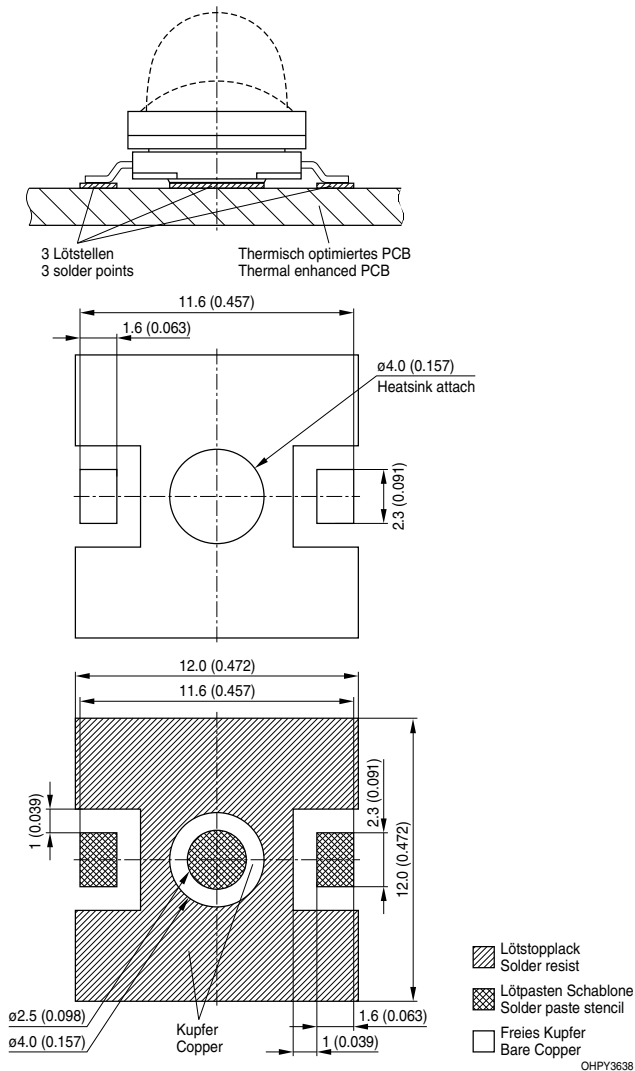 3 Lötstellen
3 solder points
Thermisch optimiertes PCB
Thermal enhanced PCB
11.6 (0.457)
1.6 (0.063)
ø4.0 (0.157)
Heatsink attach
2.3 (0.091)
12.0 (0.472)
11.6 (0.457)
1 (0.039)
2.3 (0.091)
12.0 (0.472)
ø2.5 (0.098)
ø4.0 (0.157)
Kupfer
Copper
1.6 (0.063)
1 (0.039)
Lötstopplack
Solder resist
Lötpasten Schablone
Solder paste stencil
Freies Kupfer
Bare Copper
OHPY3638